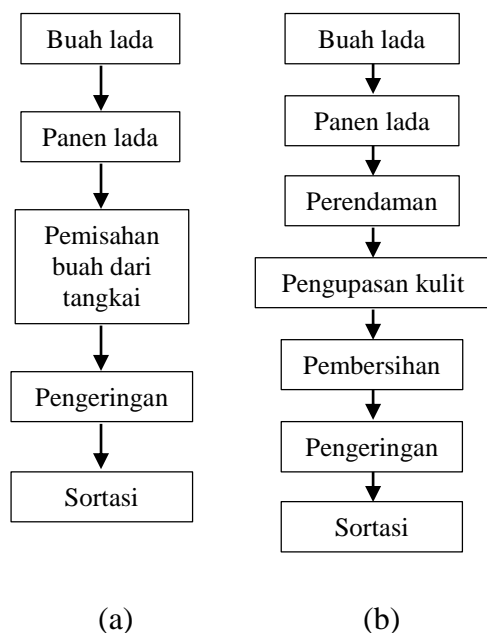 Buah lada
Panen lada
Pemisahan
buah dari
tangkai
Pengeringan
Sortasi
(a)
Buah lada
Panen lada
Perendaman
Pengupasan kulit
Pembersihan
Pengeringan
Sortasi
(b)